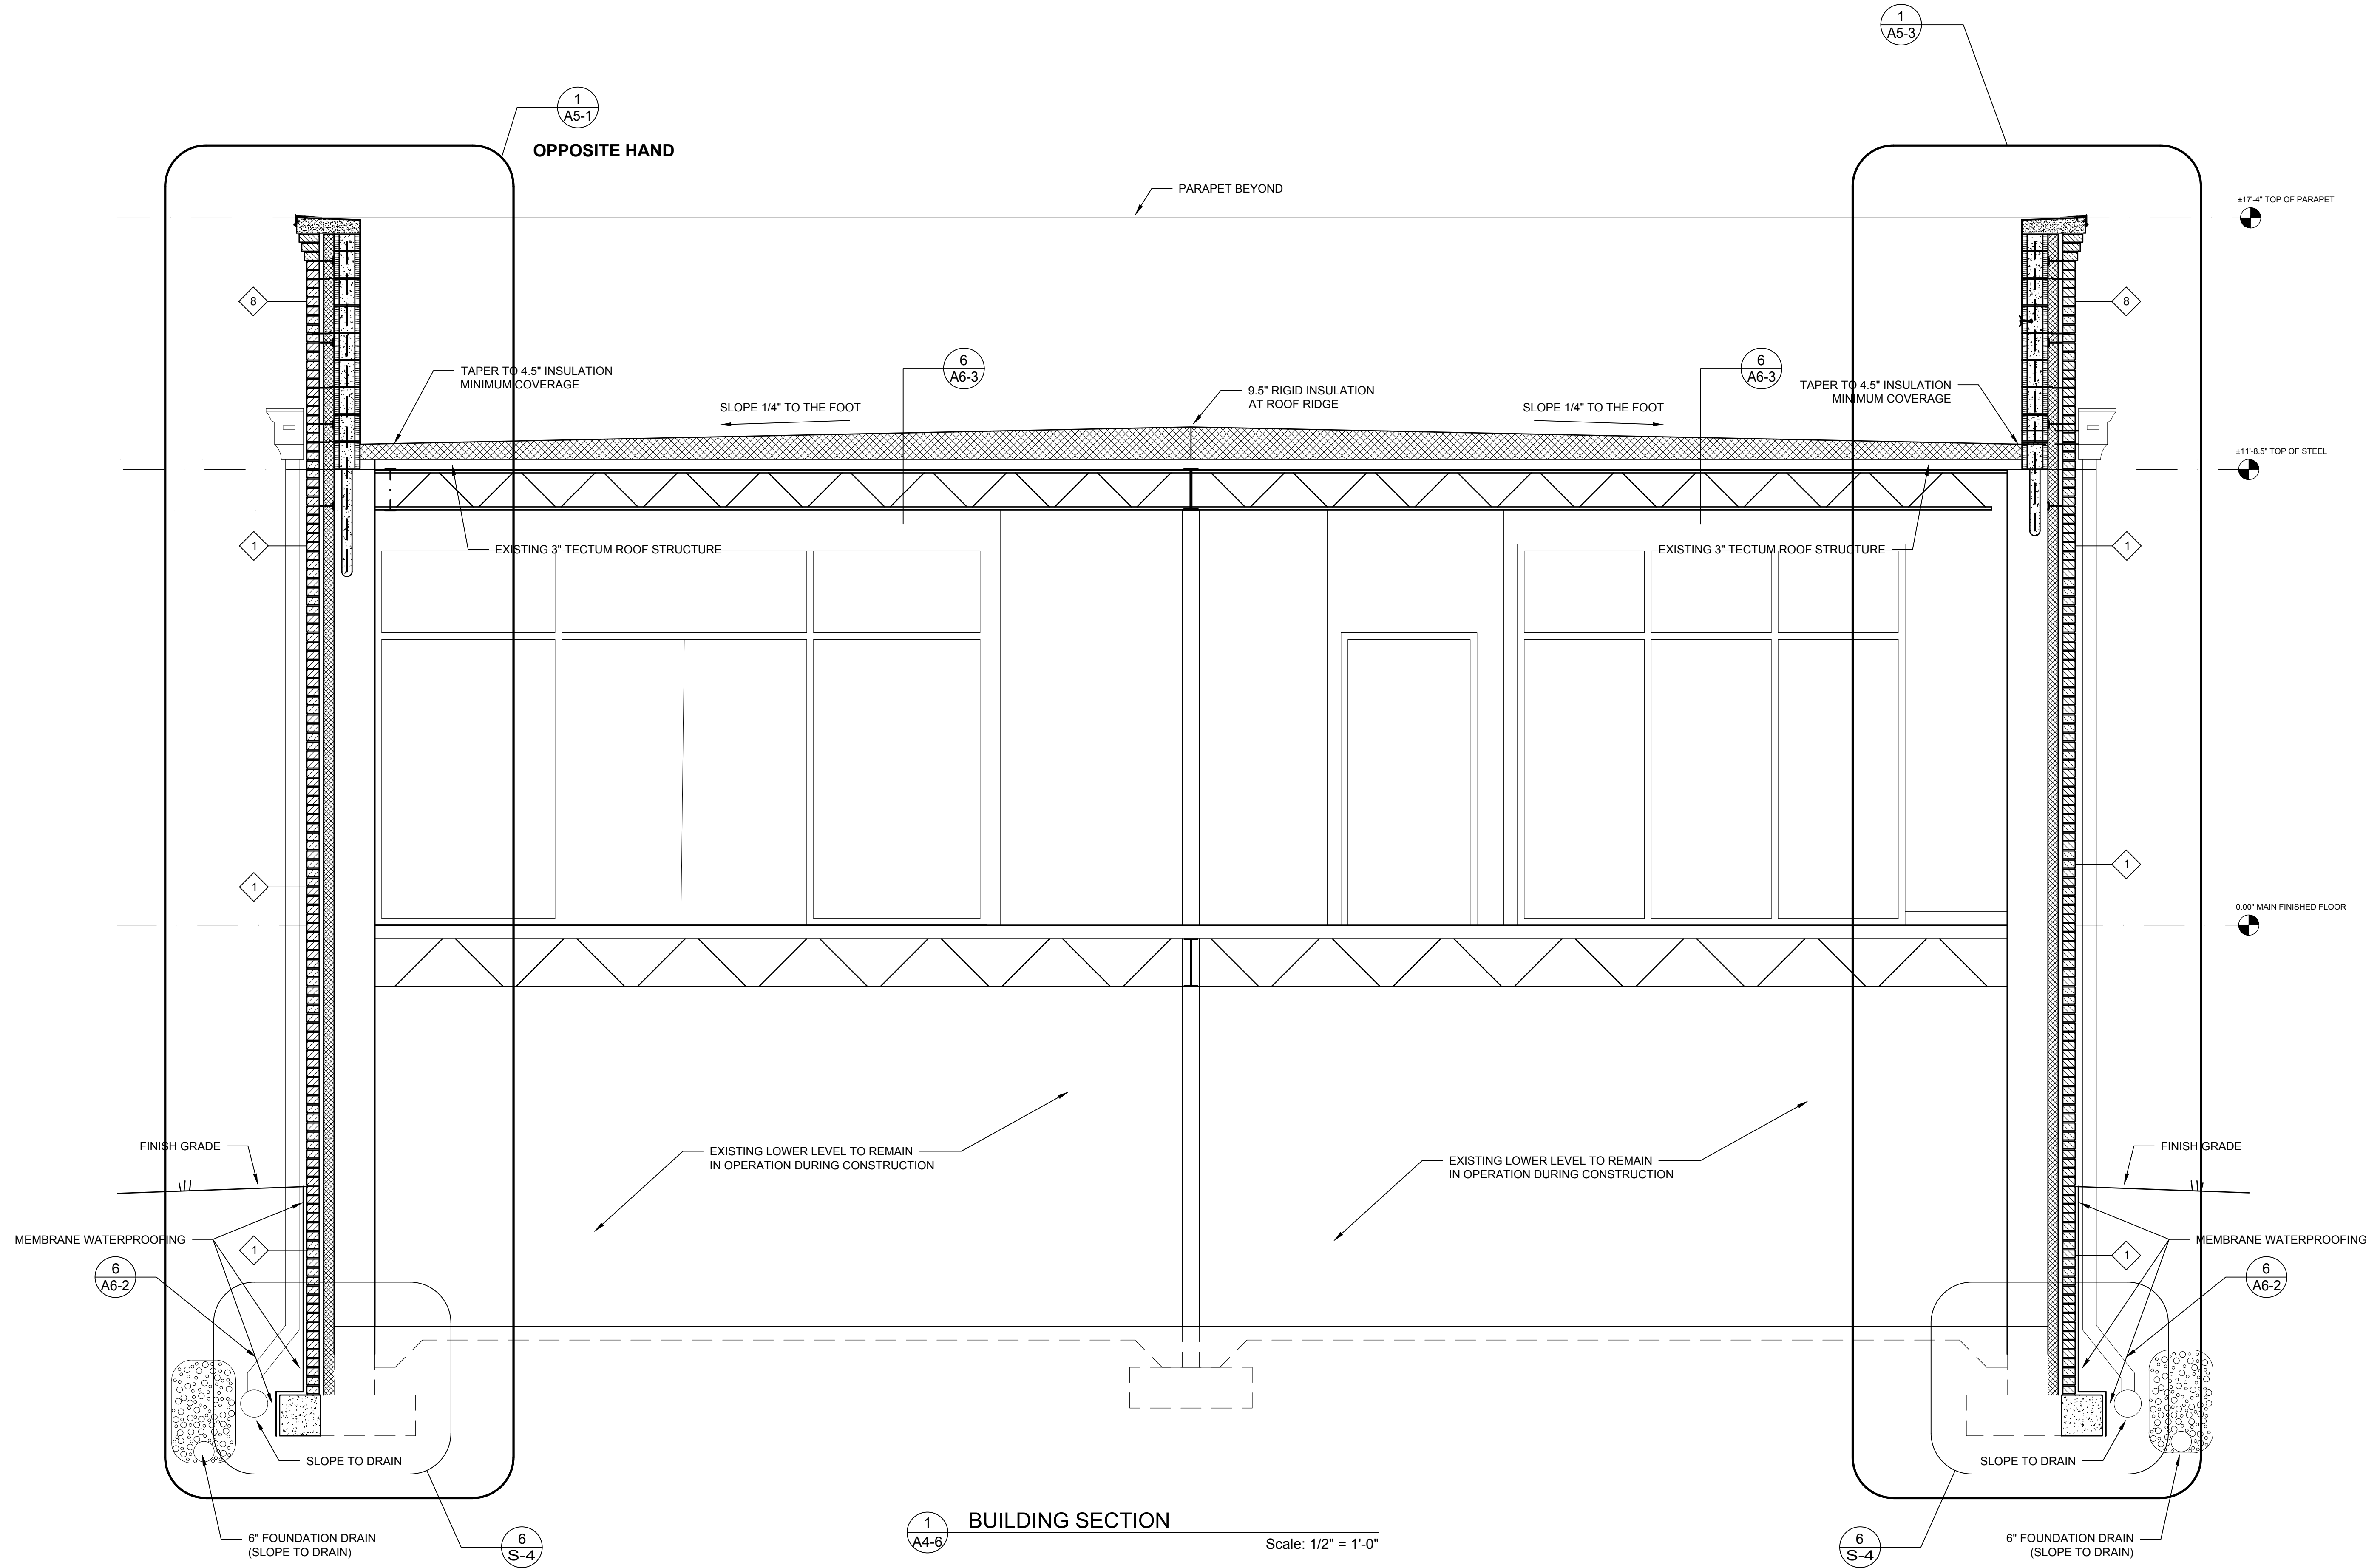 1
A5-3
1
A5-1
OPPOSITE HAND
PARAPET BEYOND
±17'-4" TOP OF PARAPET
8
8
TAPER TO 4.5" INSULATION
MINIMUM COVERAGE
6
A6-3
9.5" RIGID INSULATION
AT ROOF RIDGE
6
A6-3
TAPER TO 4.5" INSULATION
MINIMUM COVERAGE
SLOPE 1/4" TO THE FOOT
SLOPE 1/4" TO THE FOOT
±11'-8.5" TOP OF STEEL
1
EXISTING 3" TECTUM ROOF STRUCTURE
EXISTING 3" TECTUM ROOF STRUCTURE
1
1
1
0.00" MAIN FINISHED FLOOR
FINISH GRADE
EXISTING LOWER LEVEL TO REMAIN
IN OPERATION DURING CONSTRUCTION
EXISTING LOWER LEVEL TO REMAIN
IN OPERATION DURING CONSTRUCTION
FINISH GRADE
MEMBRANE WATERPROOFING
1
1
MEMBRANE WATERPROOFING
6
A6-2
6
A6-2
SLOPE TO DRAIN
SLOPE TO DRAIN
6" FOUNDATION DRAIN
(SLOPE TO DRAIN)
6
S-4
1
A4-6
BUILDING SECTION
Scale: 1/2" = 1'-0"
6
S-4
6" FOUNDATION DRAIN
(SLOPE TO DRAIN)